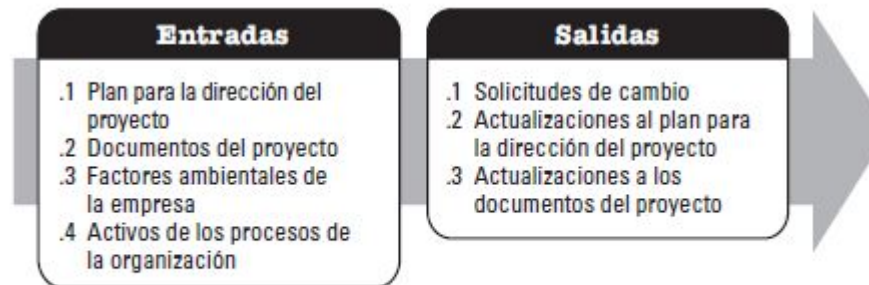 Entradas
.1 Plan para la dirección del
proyecto
.2 Documentos del proyecto
.3 Factores ambientales de
la empresa
.4 Activos de los procesos de
la organización
Salidas
.1 Solicitudes de cambio
.2 Actualizaciones al plan para
la dirección del proyecto
.3 Actualizaciones a los
documentos del proyecto